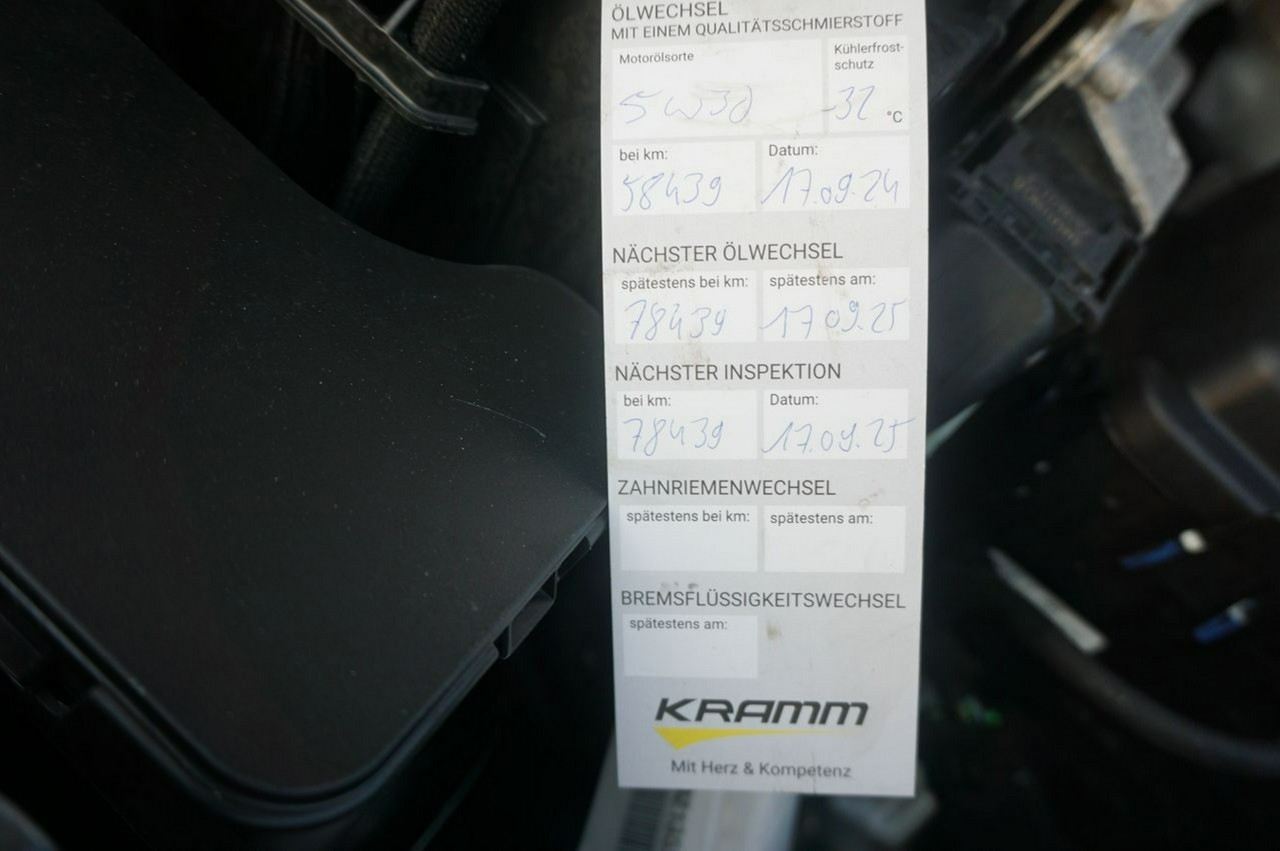 ÖLWECHSEL
MIT EINEM QUALITÄTSSCHMIERSTOFF
Motorölsorte
Kühlerfrost-
schutz
5W30
-32 °C
bei km:
Datum:
58439
17.09.24
NÄCHSTER ÖLWECHSEL
spätestens bei km:
spätestens am:
78439
17.09.25
NÄCHSTER INSPEKTION
bei km:
Datum:
78439
17.09.25
ZAHNRIEMENWECHSEL
spätestens bei km:
spätestens am:
BREMSFLÜSSIGKEITSWECHSEL
spätestens am:
KRAMM
Mit Herz & Kompetenz